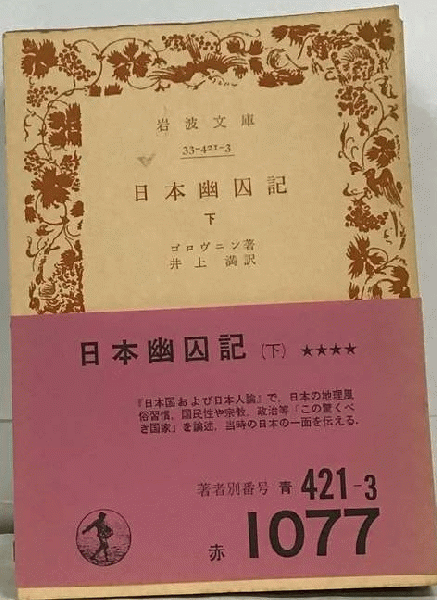 岩波文庫
33-421-3
日本幽囚記
下
ゴロヴニン著
井上満訳
日本幽囚記(下) ★★★★
『日本国および日本人論』で、日本の地理風
俗習慣、国民性や宗教、政治等「この驚くべ
き国家」を論述、当時の日本の一面を伝える.
著者別番号 青 421-3
赤 1077